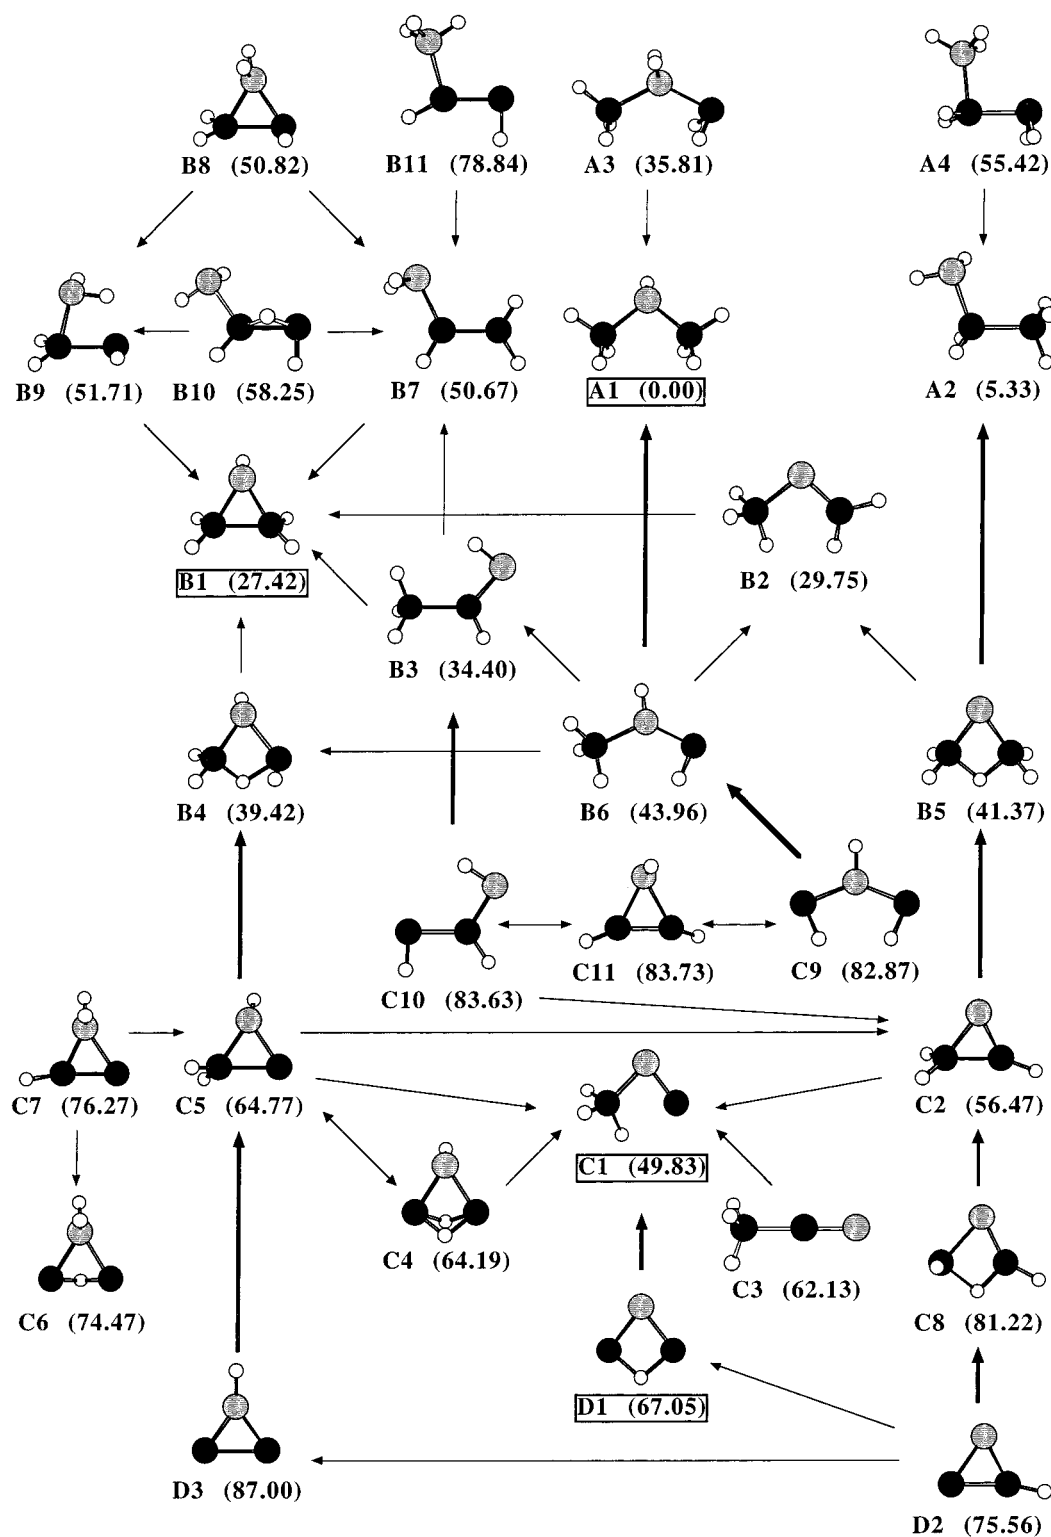 B8 (50.82)
B11 (78.84)
A3 (35.81)
A4 (55.42)
B9 (51.71)
B10 (58.25)
B7 (50.67)
A1 (0.00)
A2 (5.33)
B1 (27.42)
B2 (29.75)
B3 (34.40)
B4 (39.42)
B6 (43.96)
B5 (41.37)
C10 (83.63)
C11 (83.73)
C9 (82.87)
C7 (76.27)
C5 (64.77)
C2 (56.47)
C1 (49.83)
C4 (64.19)
C3 (62.13)
C6 (74.47)
C8 (81.22)
D1 (67.05)
D3 (87.00)
D2 (75.56)